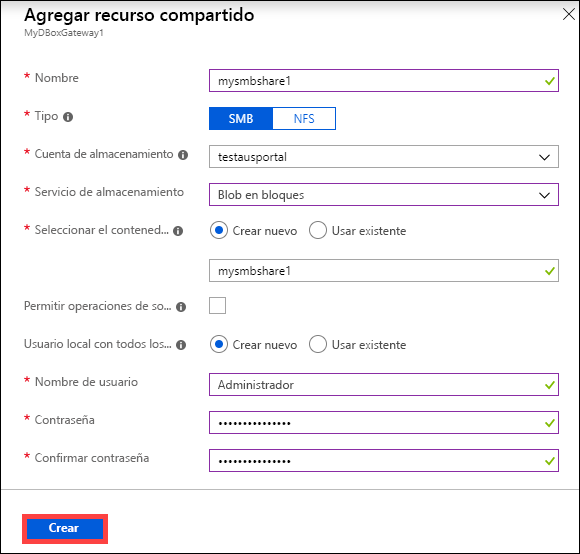 Agregar recurso compartido
MyDBoxGateway1
* Nombre
mysmbshare1
* Tipo
SMB
NFS
* Cuenta de almacenamiento
testausportal
* Servicio de almacenamiento
Blob en bloques
* Seleccionar el contened...
Crear nuevo
Usar existente
mysmbshare1
Permitir operaciones de so...
Usuario local con todos los...
Crear nuevo
Usar existente
* Nombre de usuario
Administrador
* Contraseña
•••••••••••••••
* Confirmar contraseña
•••••••••••••••
Crear